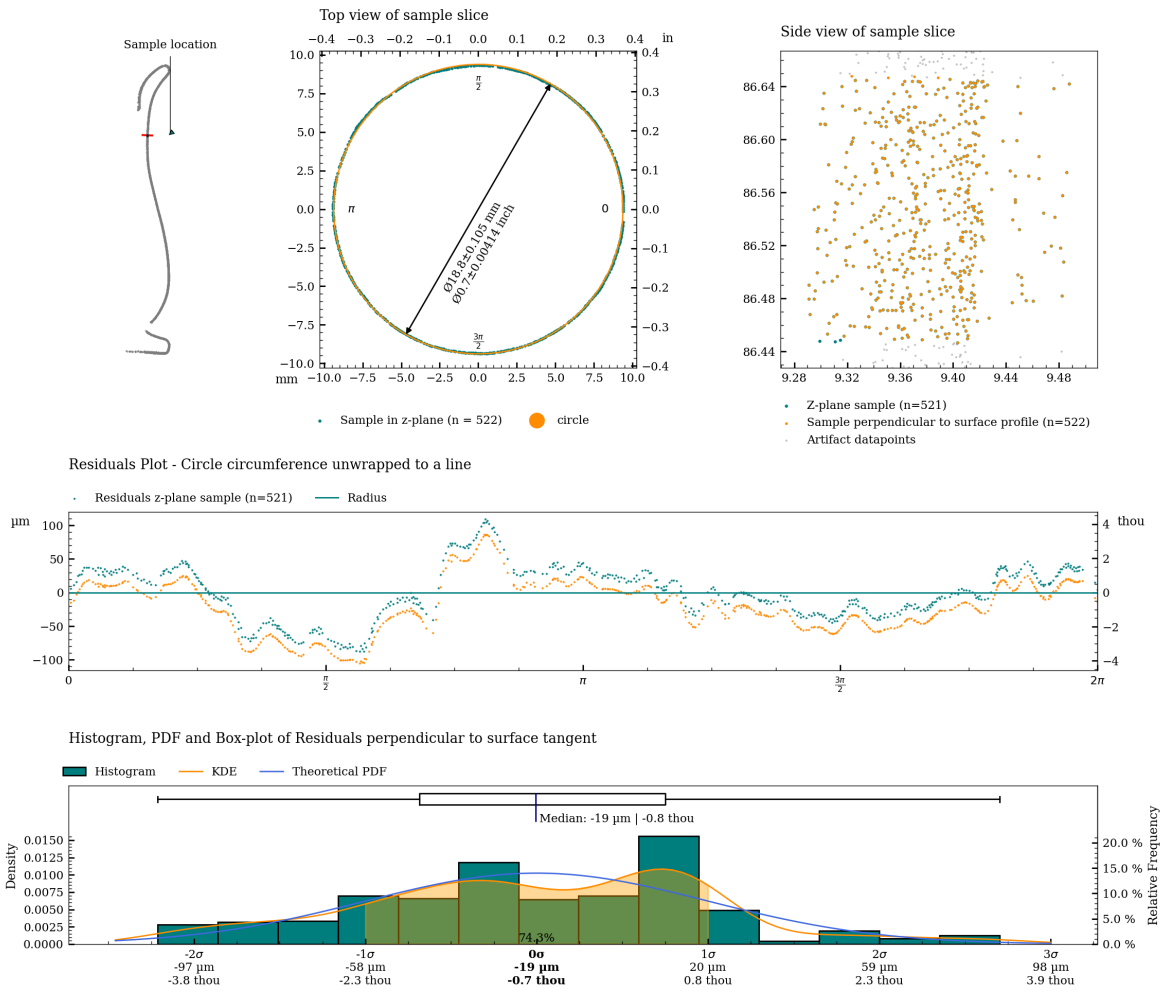 Top view of sample slice
Side view of sample slice
Sample location
−0.4 −0.3 −0.2 −0.1 0.0 0.1 0.2 0.3 0.4 in
10.0
7.5
5.0
2.5
0.0
−2.5
−5.0
−7.5
−10.0
0.4
0.3
0.2
0.1
0.0
−0.1
−0.2
−0.3
−0.4
π/2
π
0
3π/2
Ø18.8±0.105 mm
Ø0.7±0.00414 inch
mm −10.0 −7.5 −5.0 −2.5 0.0 2.5 5.0 7.5 10.0
Sample in z-plane (n = 522) circle
86.64
86.60
86.56
86.52
86.48
86.44
9.28 9.32 9.36 9.40 9.44 9.48
Z-plane sample (n=521)
Sample perpendicular to surface profile (n=522)
Artifact datapoints
Residuals Plot - Circle circumference unwrapped to a line
Residuals z-plane sample (n=521) Radius
µm
100
50
0
−50
−100
thou
4
2
0
−2
−4
0 π/2 π 3π/2 2π
Histogram, PDF and Box-plot of Residuals perpendicular to surface tangent
Histogram KDE Theoretical PDF
Median: -19 µm | -0.8 thou
Density
0.0150
0.0125
0.0100
0.0075
0.0050
0.0025
0.0000
Relative Frequency
20.0 %
15.0 %
10.0 %
5.0 %
0.0 %
74.3%
-2σ -1σ 0σ 1σ 2σ 3σ
-97 µm -58 µm -19 µm 20 µm 59 µm 98 µm
-3.8 thou -2.3 thou -0.7 thou 0.8 thou 2.3 thou 3.9 thou